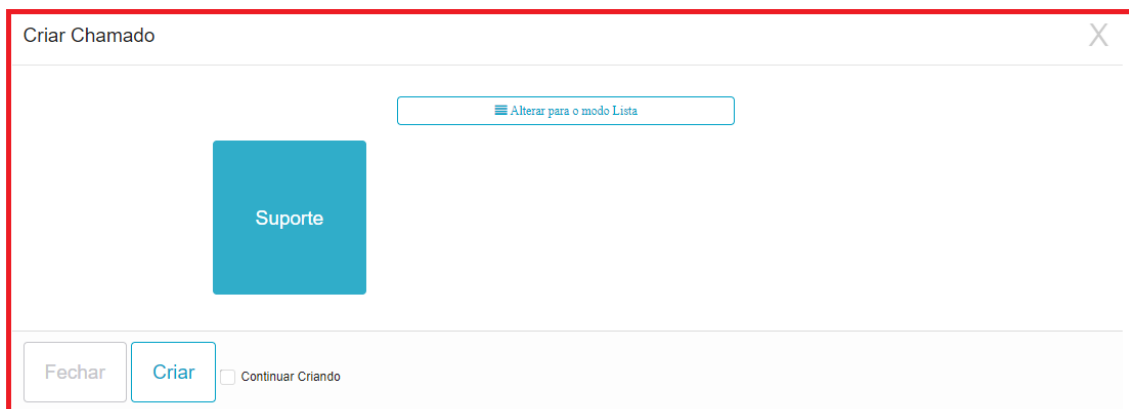 Criar Chamado X
Alterar para o modo Lista
Suporte
Fechar Criar Continuar Criando